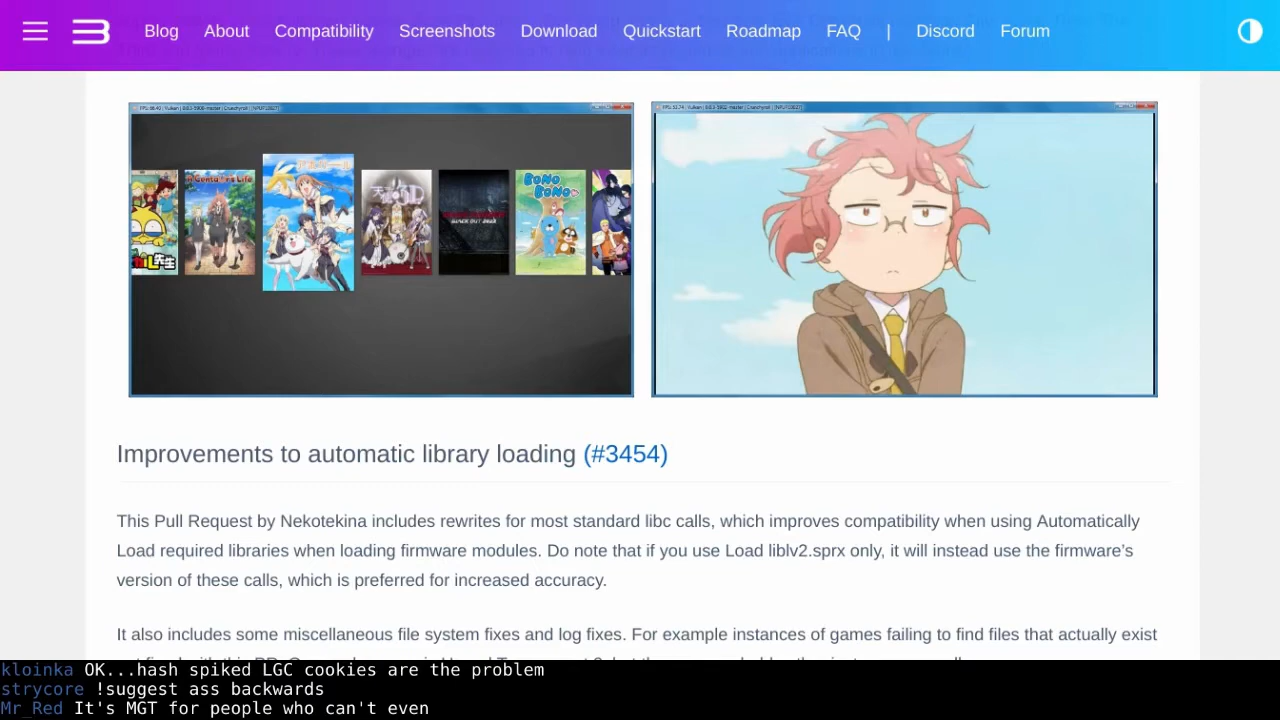 Blog About Compatibility Screenshots Download Quickstart Roadmap FAQ | Discord Forum
BONO
BONO
Improvements to automatic library loading (#3454)
This Pull Request by Nekotekina includes rewrites for most standard libc calls, which improves compatibility when using Automatically
Load required libraries when loading firmware modules. Do note that if you use Load liblv2.sprx only, it will instead use the firmware's
version of these calls, which is preferred for increased accuracy.
It also includes some miscellaneous file system fixes and log fixes. For example instances of games failing to find files that actually exist
kloinka OK...hash spiked LGC cookies are the problem
strycore !suggest ass backwards
Mr_Red It's MGT for people who can't even